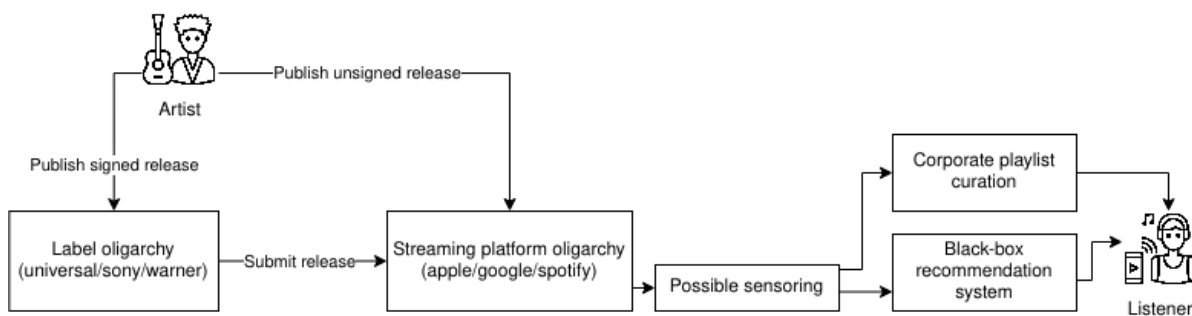 Publish unsigned release
Artist
Publish signed release
Label oligarchy
(universal/sony/warner)
Submit release
Streaming platform oligarchy
(apple/google/spotify)
Possible sensoring
Corporate playlist
curation
Black-box
recommendation
system
Listener